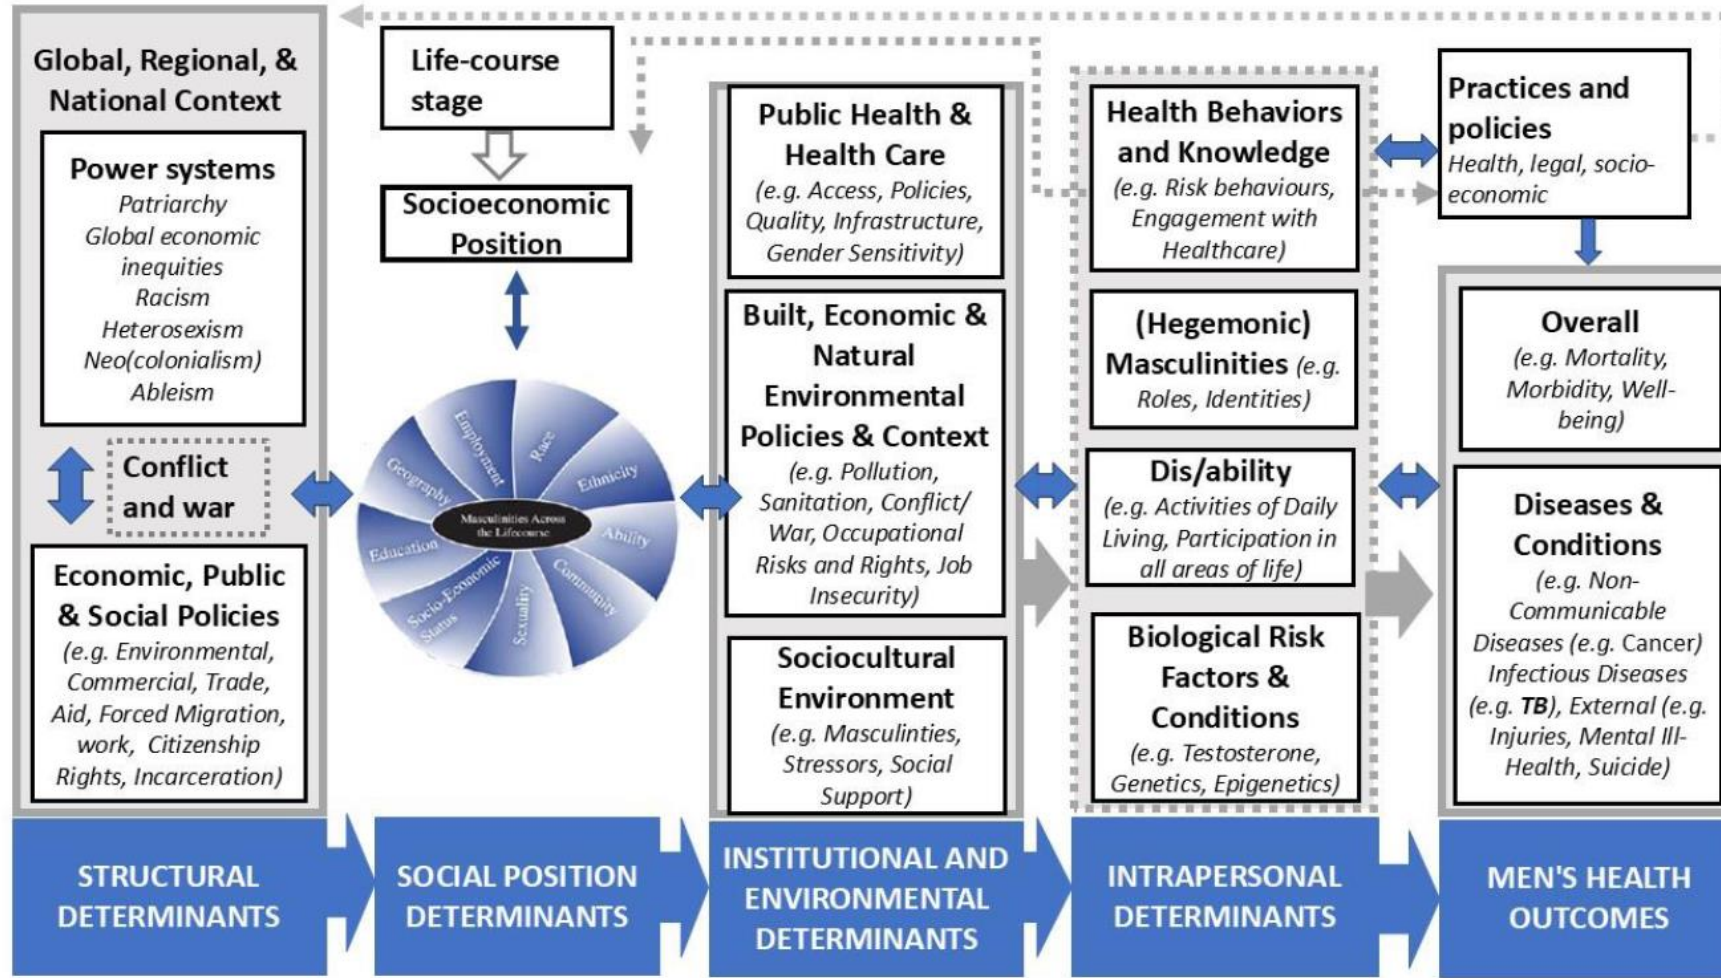 Global, Regional, &
National Context
Power systems
Patriarchy
Global economic
inequities
Racism
Heterosexism
Neo(colonialism)
Ableism
Conflict
and war
Economic, Public
& Social Policies
(e.g. Environmental,
Commercial, Trade,
Aid, Forced Migration,
work, Citizenship
Rights, Incarceration)
STRUCTURAL
DETERMINANTS
Life-course
stage
Socioeconomic
Position
Employment
Race
Geography
Ethnicity
Masculinities Across
the Lifecourse
Education
Ability
Socio-Economic
Status
Sexuality
Community
SOCIAL POSITION
DETERMINANTS
Public Health &
Health Care
(e.g. Access, Policies,
Quality, Infrastructure,
Gender Sensitivity)
Built, Economic &
Natural
Environmental
Policies & Context
(e.g. Pollution,
Sanitation, Conflict/
War, Occupational
Risks and Rights, Job
Insecurity)
Sociocultural
Environment
(e.g. Masculinties,
Stressors, Social
Support)
INSTITUTIONAL AND
ENVIRONMENTAL
DETERMINANTS
Health Behaviors
and Knowledge
(e.g. Risk behaviours,
Engagement with
Healthcare)
(Hegemonic)
Masculinities (e.g.
Roles, Identities)
Dis/ability
(e.g. Activities of Daily
Living, Participation in
all areas of life)
Biological Risk
Factors &
Conditions
(e.g. Testosterone,
Genetics, Epigenetics)
INTRAPERSONAL
DETERMINANTS
Practices and
policies
Health, legal, socio-
economic
Overall
(e.g. Mortality,
Morbidity, Well-
being)
Diseases &
Conditions
(e.g. Non-
Communicable
Diseases (e.g. Cancer)
Infectious Diseases
(e.g. TB), External (e.g.
Injuries, Mental Ill-
Health, Suicide)
MEN'S HEALTH
OUTCOMES